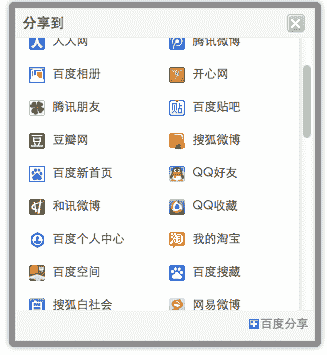 分享到
人人网 腾讯微博
百度相册 开心网
腾讯朋友 百度贴吧
豆瓣网 搜狐微博
百度新首页 QQ好友
和讯微博 QQ收藏
百度个人中心 我的淘宝
百度空间 百度搜藏
搜狐白社会 网易微博
百度分享